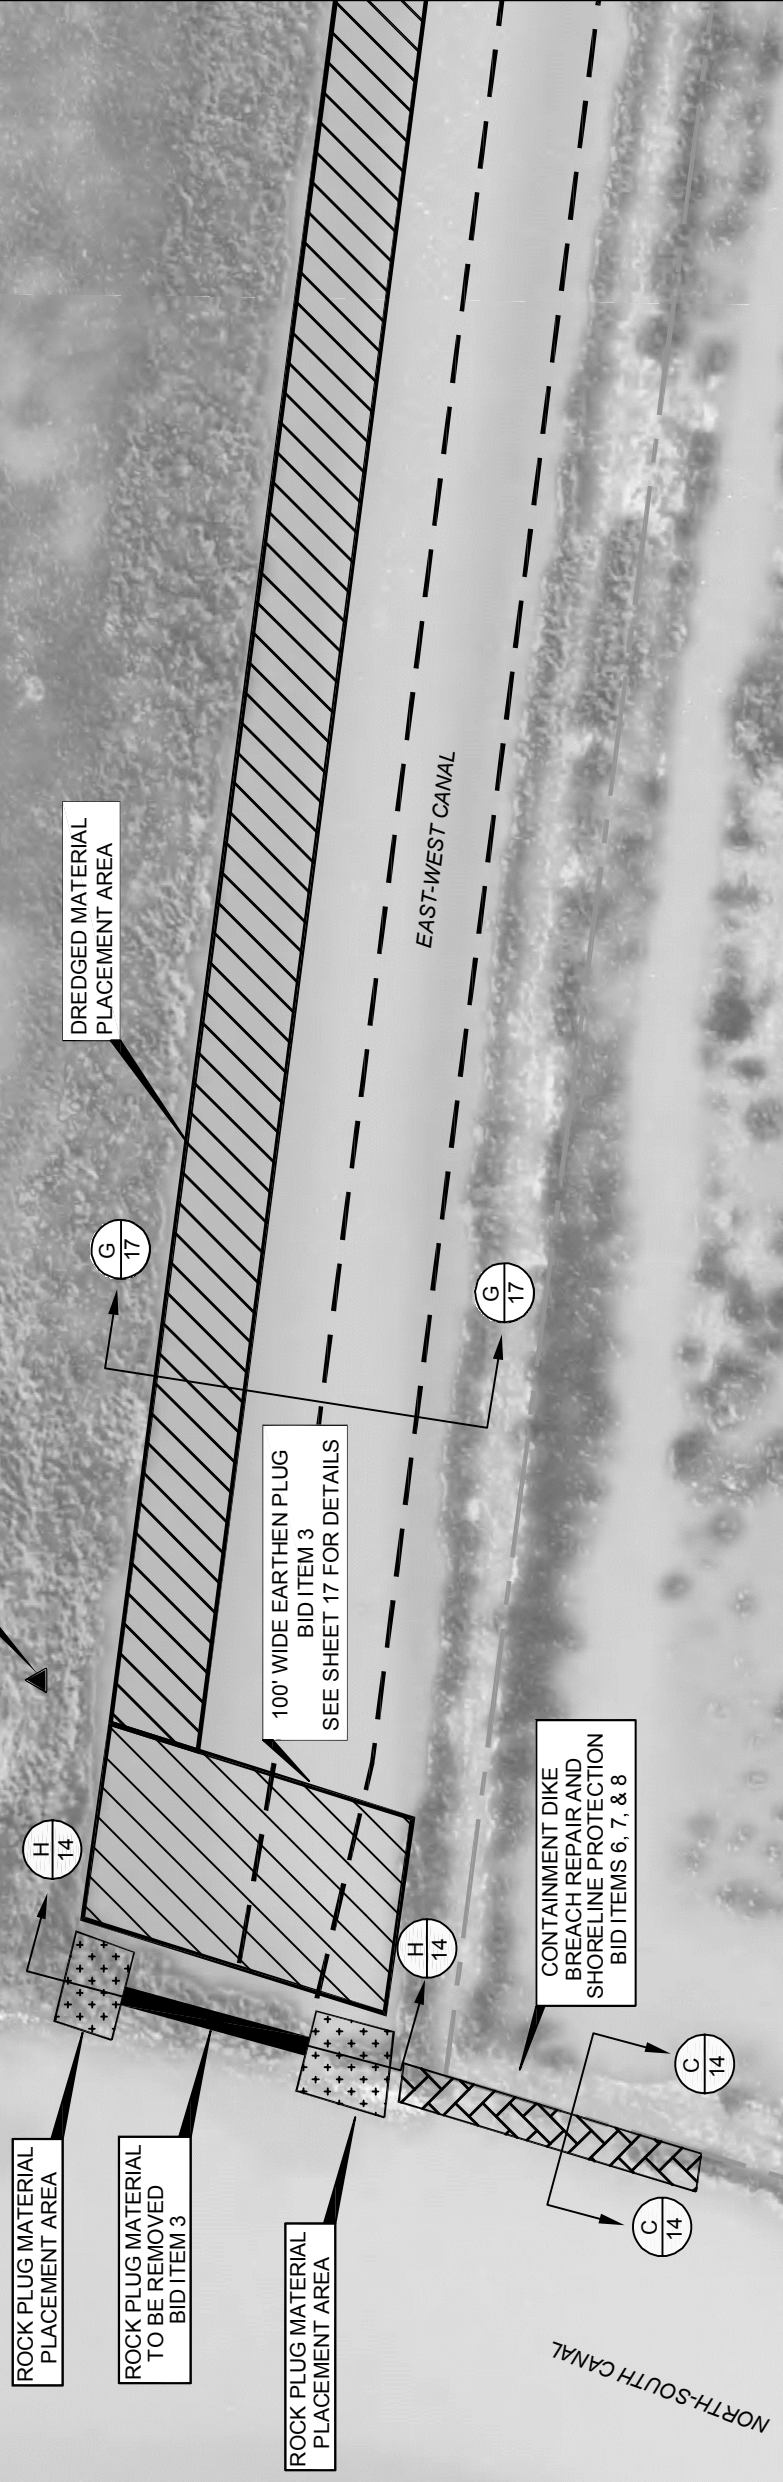 ROCK PLUG MATERIAL
PLACEMENT AREA
ROCK PLUG MATERIAL
TO BE REMOVED
BID ITEM 3
ROCK PLUG MATERIAL
PLACEMENT AREA
NORTH-SOUTH CANAL
H
14
H
14
C
14
C
14
CONTAINMENT DIKE
BREACH REPAIR AND
SHORELINE PROTECTION
BID ITEMS 6, 7, & 8
100' WIDE EARTHEN PLUG
BID ITEM 3
SEE SHEET 17 FOR DETAILS
G
17
G
17
DREDGED MATERIAL
PLACEMENT AREA
EAST-WEST CANAL